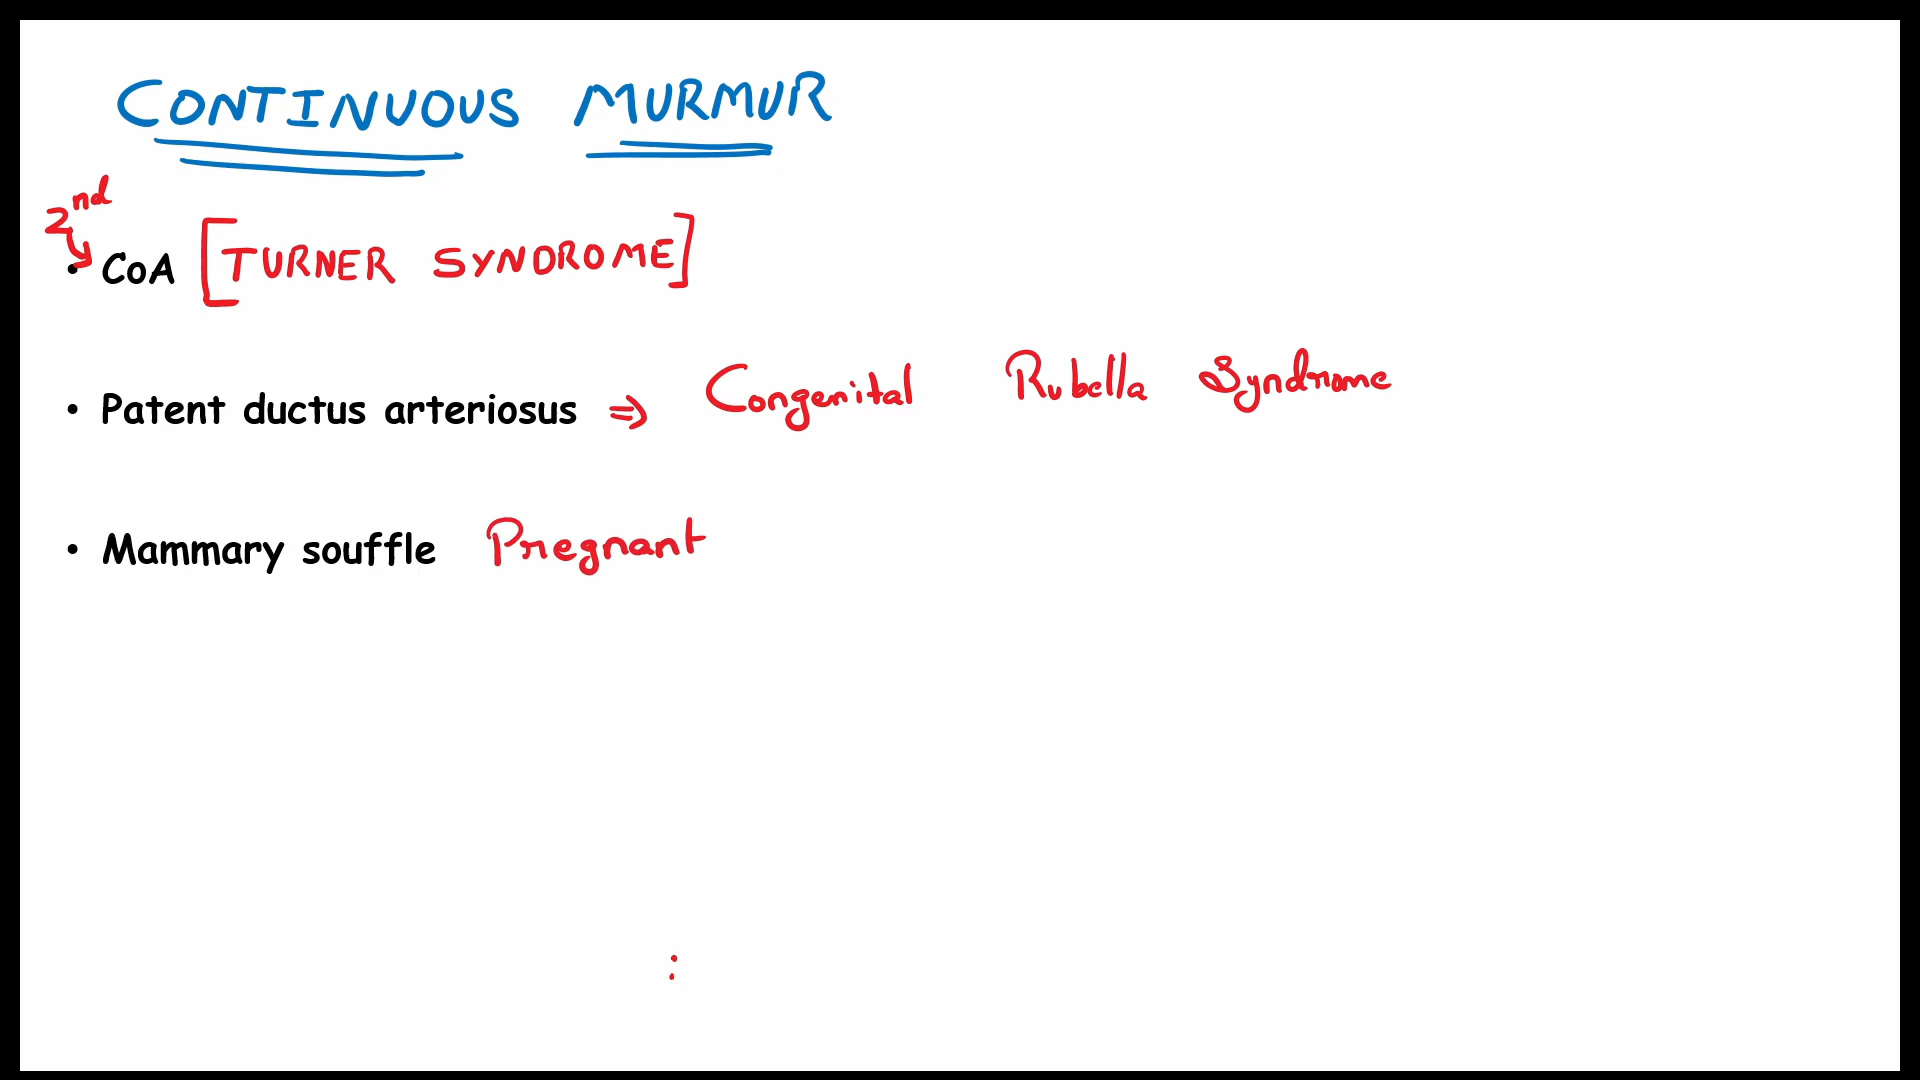 CONTINUOUS MURMUR
2nd
• CoA [TURNER SYNDROME]
• Patent ductus arteriosus ⇒ Congenital Rubella Syndrome
• Mammary souffle Pregnant
: